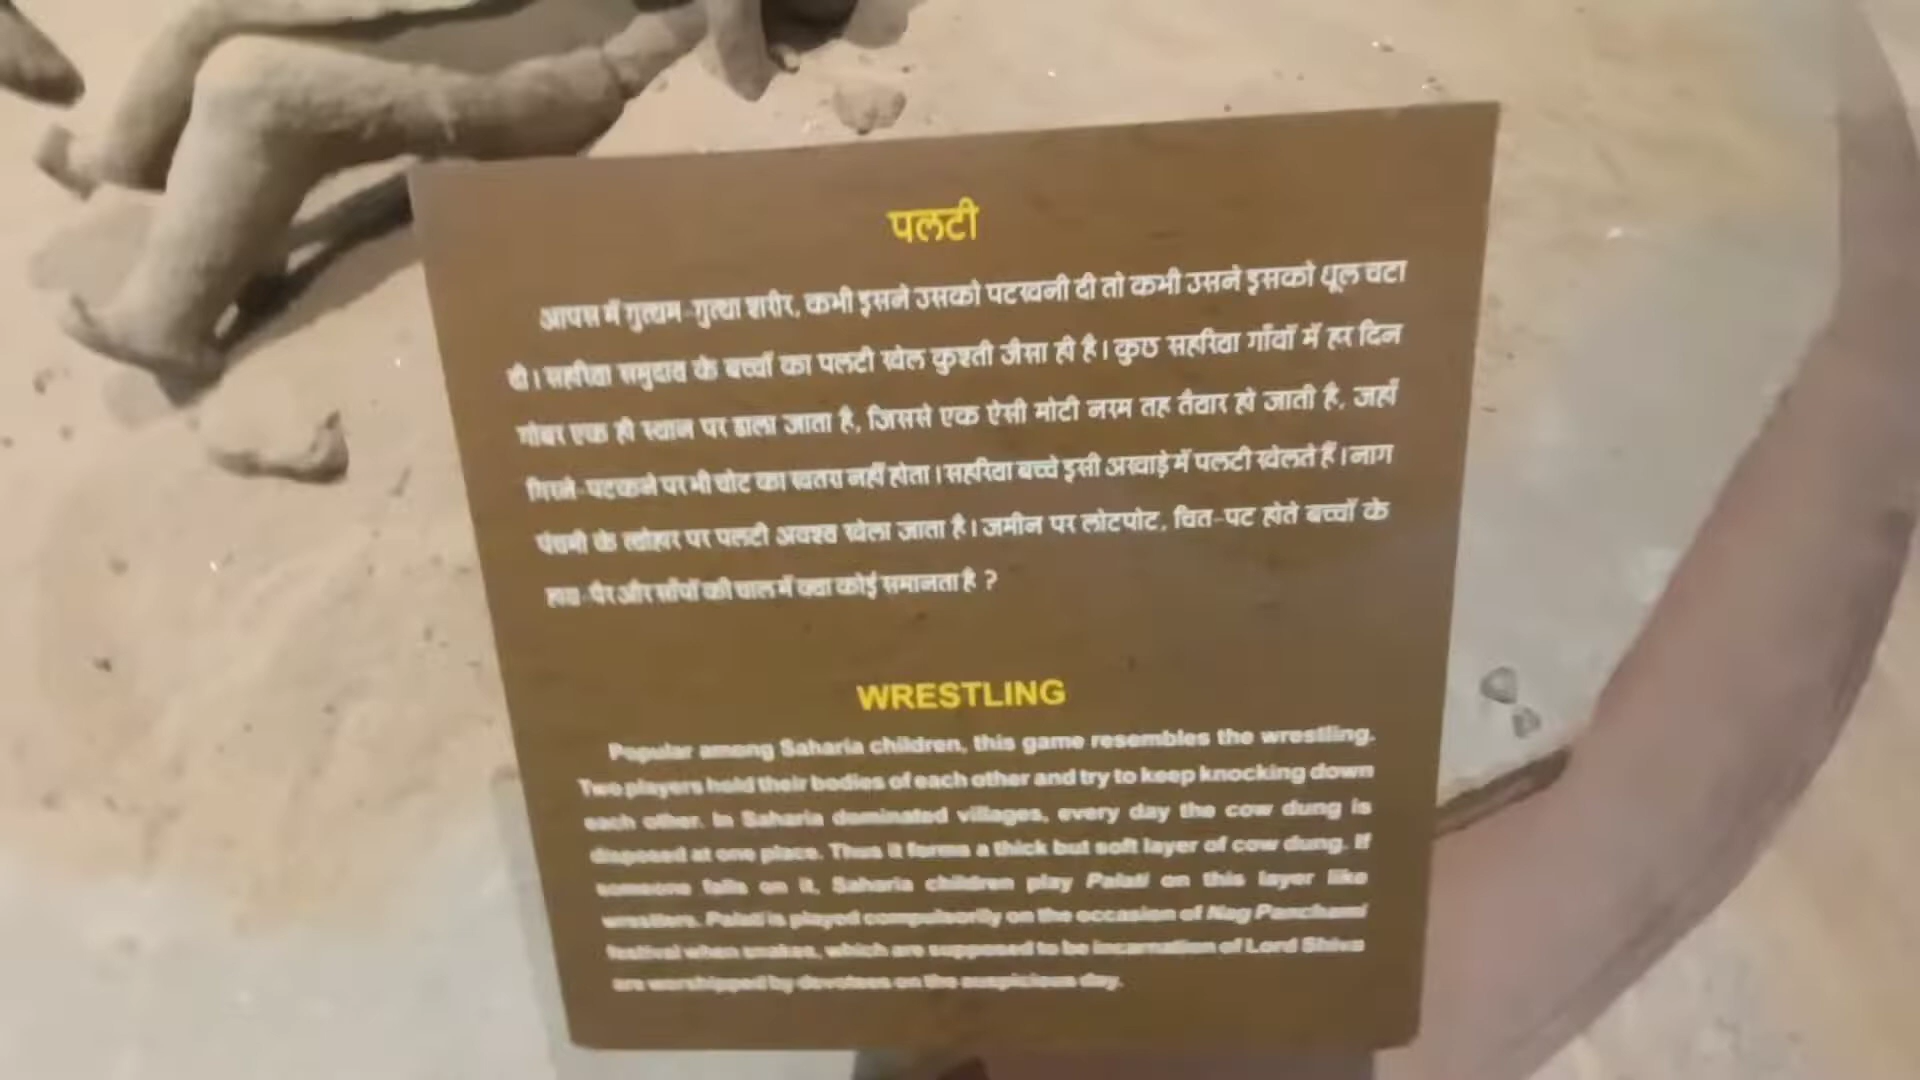 पलटी
आपस में गुत्थम-गुत्था शरीर, कभी इसने उसको पटखनी दी तो कभी उसने इसको धूल चटा
दी। सहरिया समुदाय के बच्चों का पलटी खेल कुश्ती जैसा ही है। कुछ सहरिया गाँवों में हर दिन
गोबर एक ही स्थान पर डाला जाता है, जिससे एक ऐसी मोटी नरम तह तैयार हो जाती है, जहाँ
गिरने-पटकने पर भी चोट का खतरा नहीं होता। सहरिया बच्चे इसी अखाड़े में पलटी खेलते हैं। नाग
पंचमी के त्योहार पर पलटी अवश्य खेला जाता है। जमीन पर लोटपोट, चित-पट होते बच्चों के
हाथ-पैर और साँपों की चाल में क्या कोई समानता है ?
WRESTLING
Popular among Saharia children, this game resembles the wrestling.
Two players hold their bodies of each other and try to keep knocking down
each other. In Saharia dominated villages, every day the cow dung is
disposed at one place. Thus it forms a thick but soft layer of cow dung. If
someone falls on it, Saharia children play Palati on this layer like
wrestlers. Palati is played compulsorily on the occasion of Nag Panchami
festival when snakes, which are supposed to be incarnation of Lord Shiva
are worshipped by devotees on the auspicious day.